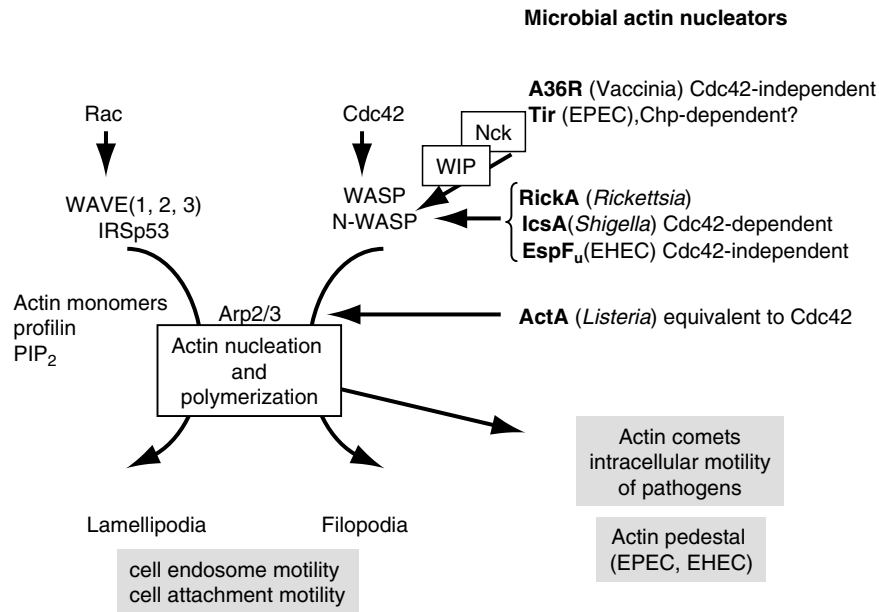 Microbial actin nucleators
A36R (Vaccinia) Cdc42-independent
Tir (EPEC),Chp-dependent?
Rac
Cdc42
Nck
WIP
WAVE(1, 2, 3)
IRSp53
WASP
N-WASP
RickA (Rickettsia)
IcsA(Shigella) Cdc42-dependent
EspFu(EHEC) Cdc42-independent
Actin monomers
profilin
PIP2
Arp2/3
ActA (Listeria) equivalent to Cdc42
Actin nucleation
and
polymerization
Actin comets
intracellular motility
of pathogens
Lamellipodia
Filopodia
Actin pedestal
(EPEC, EHEC)
cell endosome motility
cell attachment motility